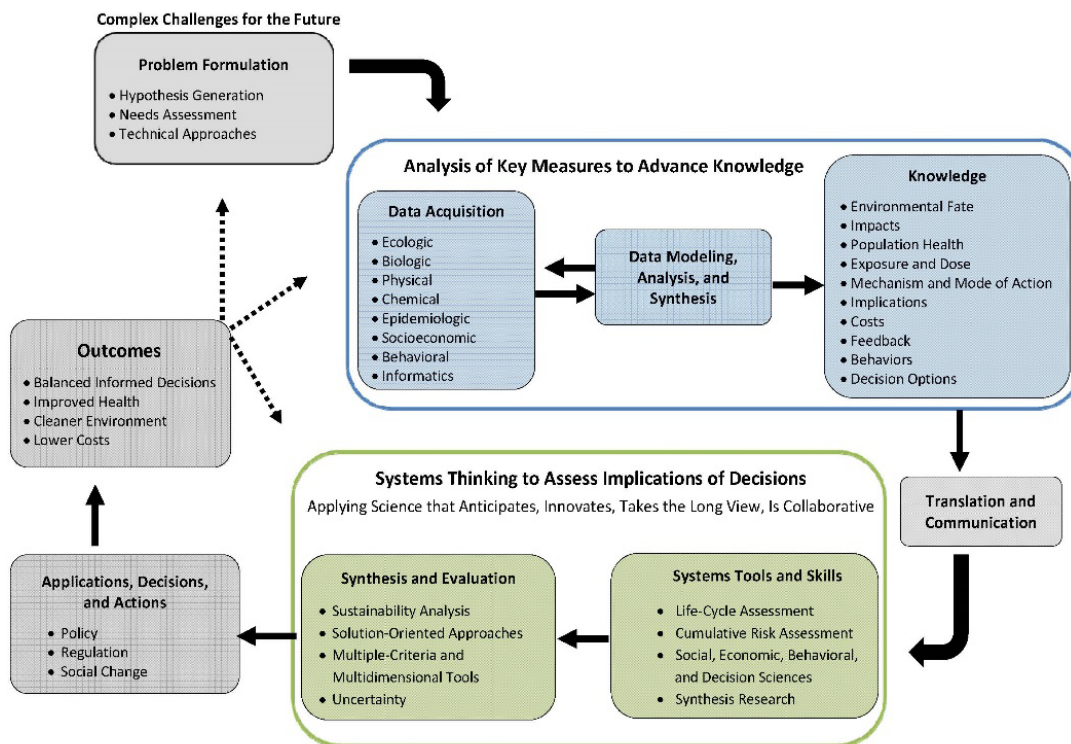 Complex Challenges for the Future
Problem Formulation
• Hypothesis Generation
• Needs Assessment
• Technical Approaches
Analysis of Key Measures to Advance Knowledge
Data Acquisition
• Ecologic
• Biologic
• Physical
• Chemical
• Epidemiologic
• Socioeconomic
• Behavioral
• Informatics
Data Modeling,
Analysis, and
Synthesis
Knowledge
• Environmental Fate
• Impacts
• Population Health
• Exposure and Dose
• Mechanism and Mode of Action
• Implications
• Costs
• Feedback
• Behaviors
• Decision Options
Translation and
Communication
Systems Thinking to Assess Implications of Decisions
Applying Science that Anticipates, Innovates, Takes the Long View, Is Collaborative
Systems Tools and Skills
• Life-Cycle Assessment
• Cumulative Risk Assessment
• Social, Economic, Behavioral,
and Decision Sciences
• Synthesis Research
Synthesis and Evaluation
• Sustainability Analysis
• Solution-Oriented Approaches
• Multiple-Criteria and
Multidimensional Tools
• Uncertainty
Applications, Decisions,
and Actions
• Policy
• Regulation
• Social Change
Outcomes
• Balanced Informed Decisions
• Improved Health
• Cleaner Environment
• Lower Costs